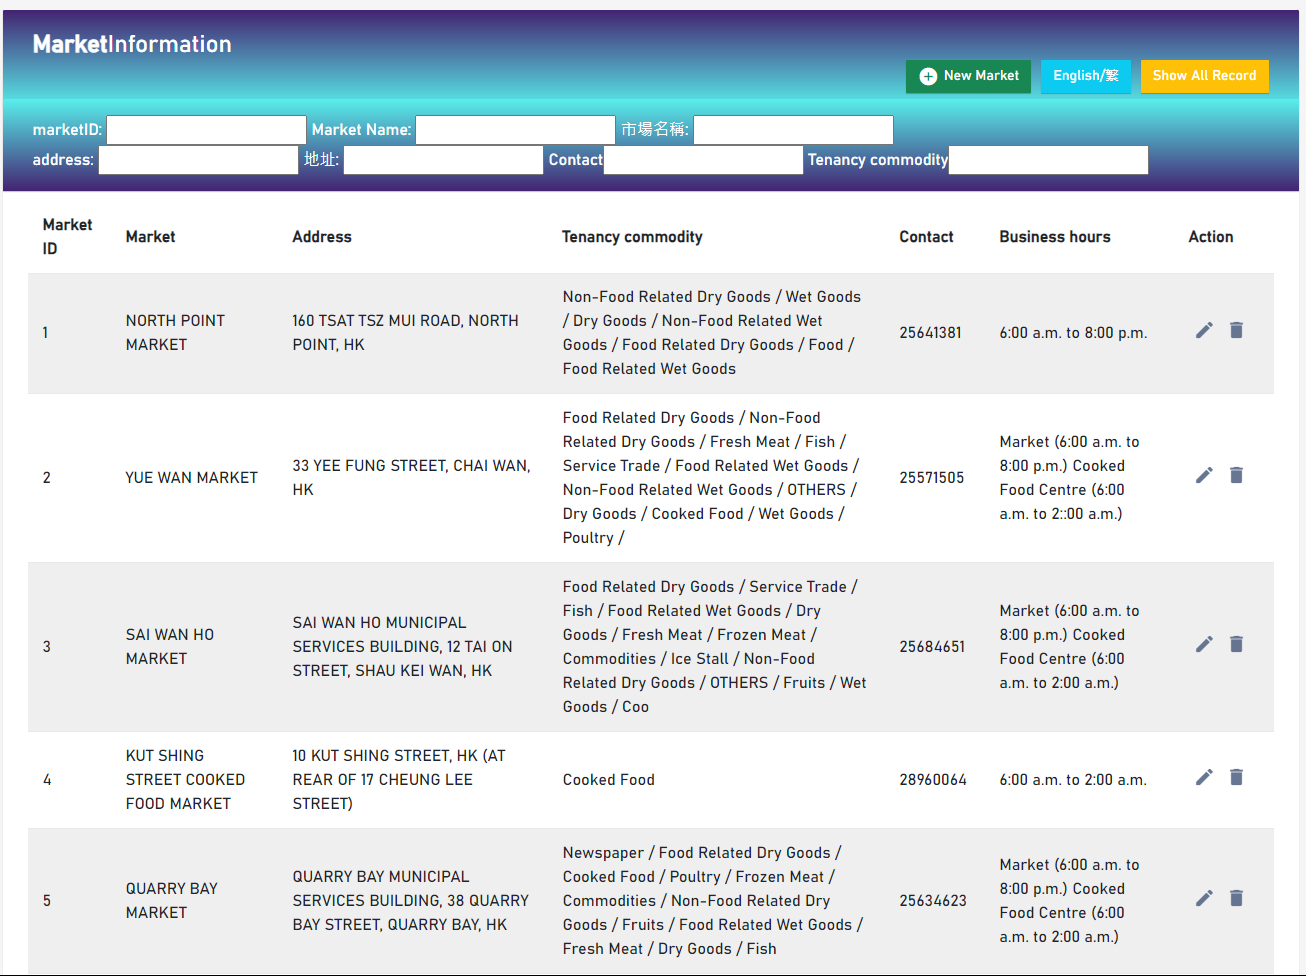 MarketInformation
New Market English/繁 Show All Record
marketID: Market Name: 市場名稱:
address: 地址: Contact Tenancy commodity
Market
ID
Market
Address
Tenancy commodity
Contact
Business hours
Action
1
NORTH POINT
MARKET
160 TSAT TSZ MUI ROAD, NORTH
POINT, HK
Non-Food Related Dry Goods / Wet Goods
/ Dry Goods / Non-Food Related Wet
Goods / Food Related Dry Goods / Food /
Food Related Wet Goods
25641381
6:00 a.m. to 8:00 p.m.
2
YUE WAN MARKET
33 YEE FUNG STREET, CHAI WAN,
HK
Food Related Dry Goods / Non-Food
Related Dry Goods / Fresh Meat / Fish /
Service Trade / Food Related Wet Goods /
Non-Food Related Wet Goods / OTHERS /
Dry Goods / Cooked Food / Wet Goods /
Poultry /
25571505
Market (6:00 a.m. to
8:00 p.m.) Cooked
Food Centre (6:00
a.m. to 2::00 a.m.)
3
SAI WAN HO
MARKET
SAI WAN HO MUNICIPAL
SERVICES BUILDING, 12 TAI ON
STREET, SHAU KEI WAN, HK
Food Related Dry Goods / Service Trade /
Fish / Food Related Wet Goods / Dry
Goods / Fresh Meat / Frozen Meat /
Commodities / Ice Stall / Non-Food
Related Dry Goods / OTHERS / Fruits / Wet
Goods / Coo
25684651
Market (6:00 a.m. to
8:00 p.m.) Cooked
Food Centre (6:00
a.m. to 2:00 a.m.)
4
KUT SHING
STREET COOKED
FOOD MARKET
10 KUT SHING STREET, HK (AT
REAR OF 17 CHEUNG LEE
STREET)
Cooked Food
28960064
6:00 a.m. to 2:00 a.m.
5
QUARRY BAY
MARKET
QUARRY BAY MUNICIPAL
SERVICES BUILDING, 38 QUARRY
BAY STREET, QUARRY BAY, HK
Newspaper / Food Related Dry Goods /
Cooked Food / Poultry / Frozen Meat /
Commodities / Non-Food Related Dry
Goods / Fruits / Food Related Wet Goods /
Fresh Meat / Dry Goods / Fish
25634623
Market (6:00 a.m. to
8:00 p.m.) Cooked
Food Centre (6:00
a.m. to 2:00 a.m.)